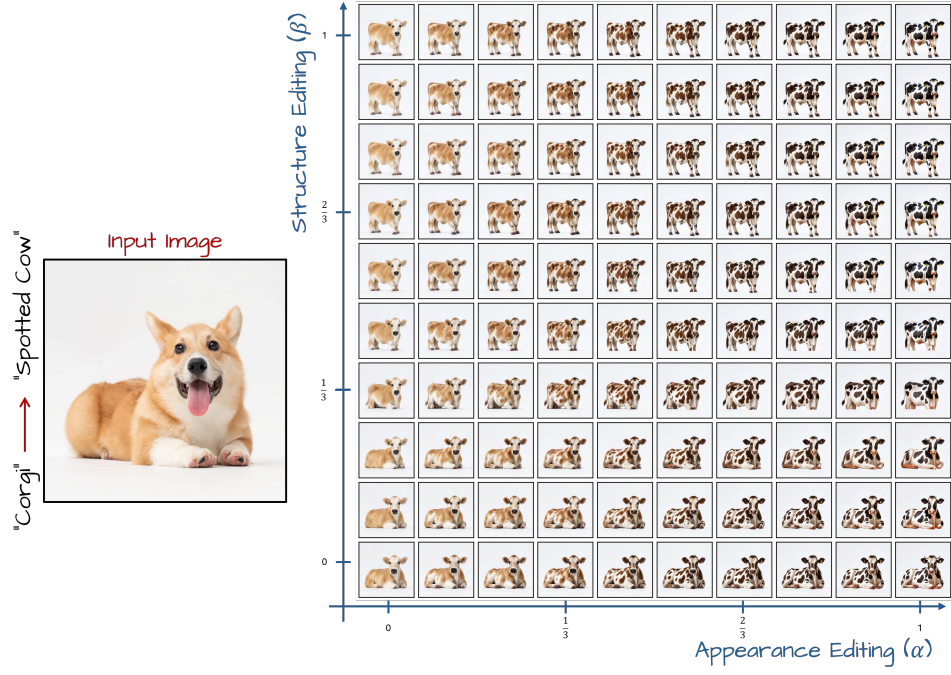 "Corgi" → "Spotted Cow"
Input Image
Structure Editing (β)
1
2/3
1/3
0
0
1/3
2/3
1
Appearance Editing (α)